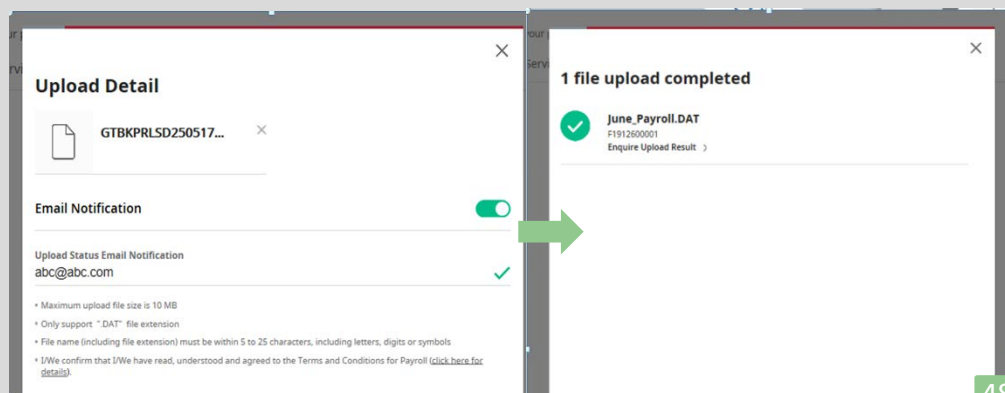 Upload Detail
GTBKPRLSD250517...
Email Notification
Upload Status Email Notification
abc@abc.com
* Maximum upload file size is 10 MB
* Only support ".DAT" file extension
* File name (including file extension) must be within 5 to 25 characters, including letters, digits or symbols
* I/We confirm that I/We have read, understood and agreed to the Terms and Conditions for Payroll (click here for
details).
1 file upload completed
June_Payroll.DAT
F1912600001
Enquire Upload Result >